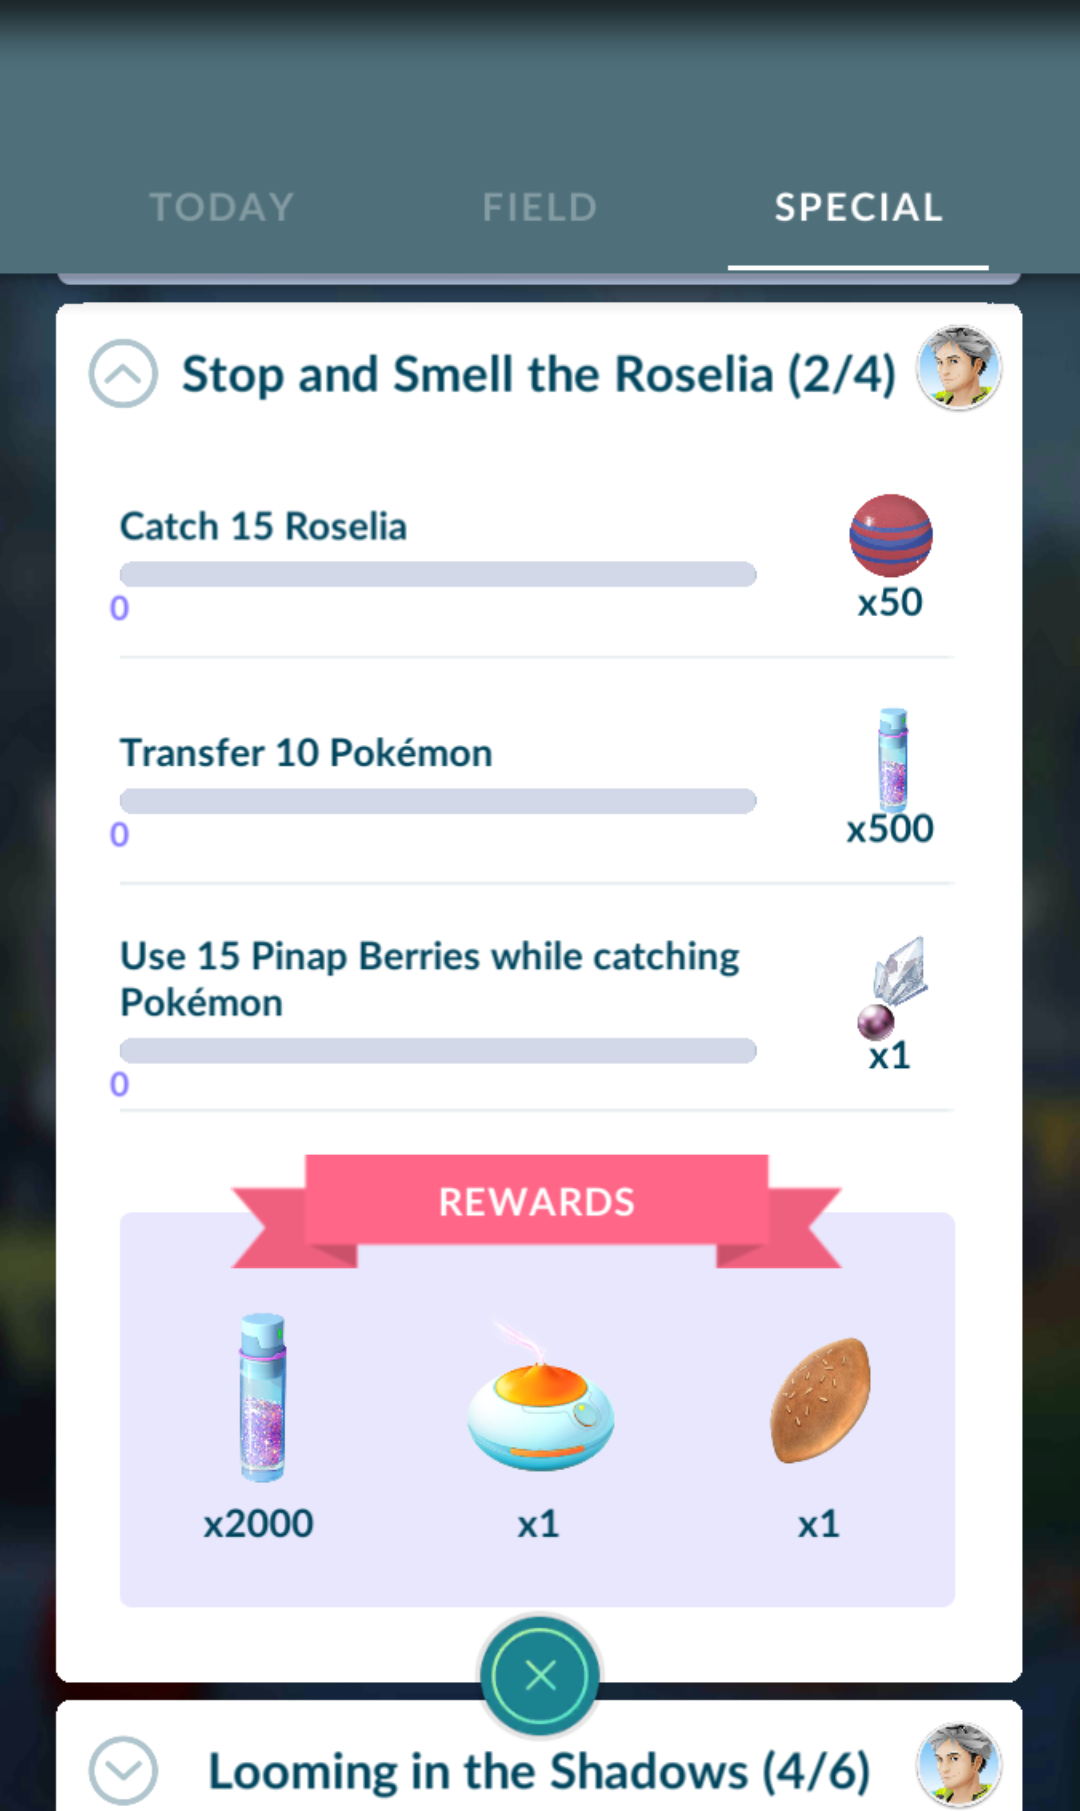 TODAY FIELD SPECIAL
Stop and Smell the Roselia (2/4)
Catch 15 Roselia
0
x50
Transfer 10 Pokémon
0
x500
Use 15 Pinap Berries while catching
Pokémon
0
x1
REWARDS
x2000 x1 x1
Looming in the Shadows (4/6)